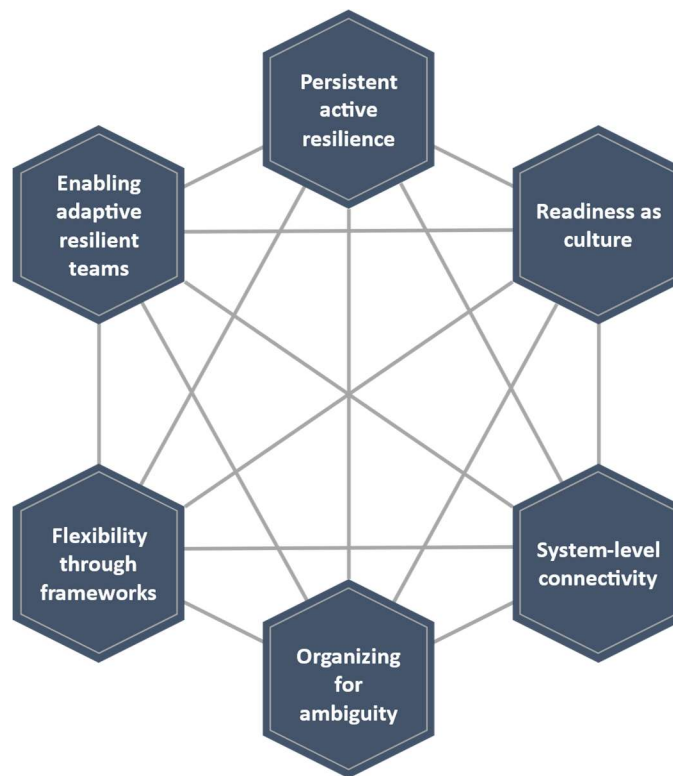 Persistent
active
resilience
Enabling
adaptive
resilient
teams
Readiness as
culture
Flexibility
through
frameworks
System-level
connectivity
Organizing
for
ambiguity